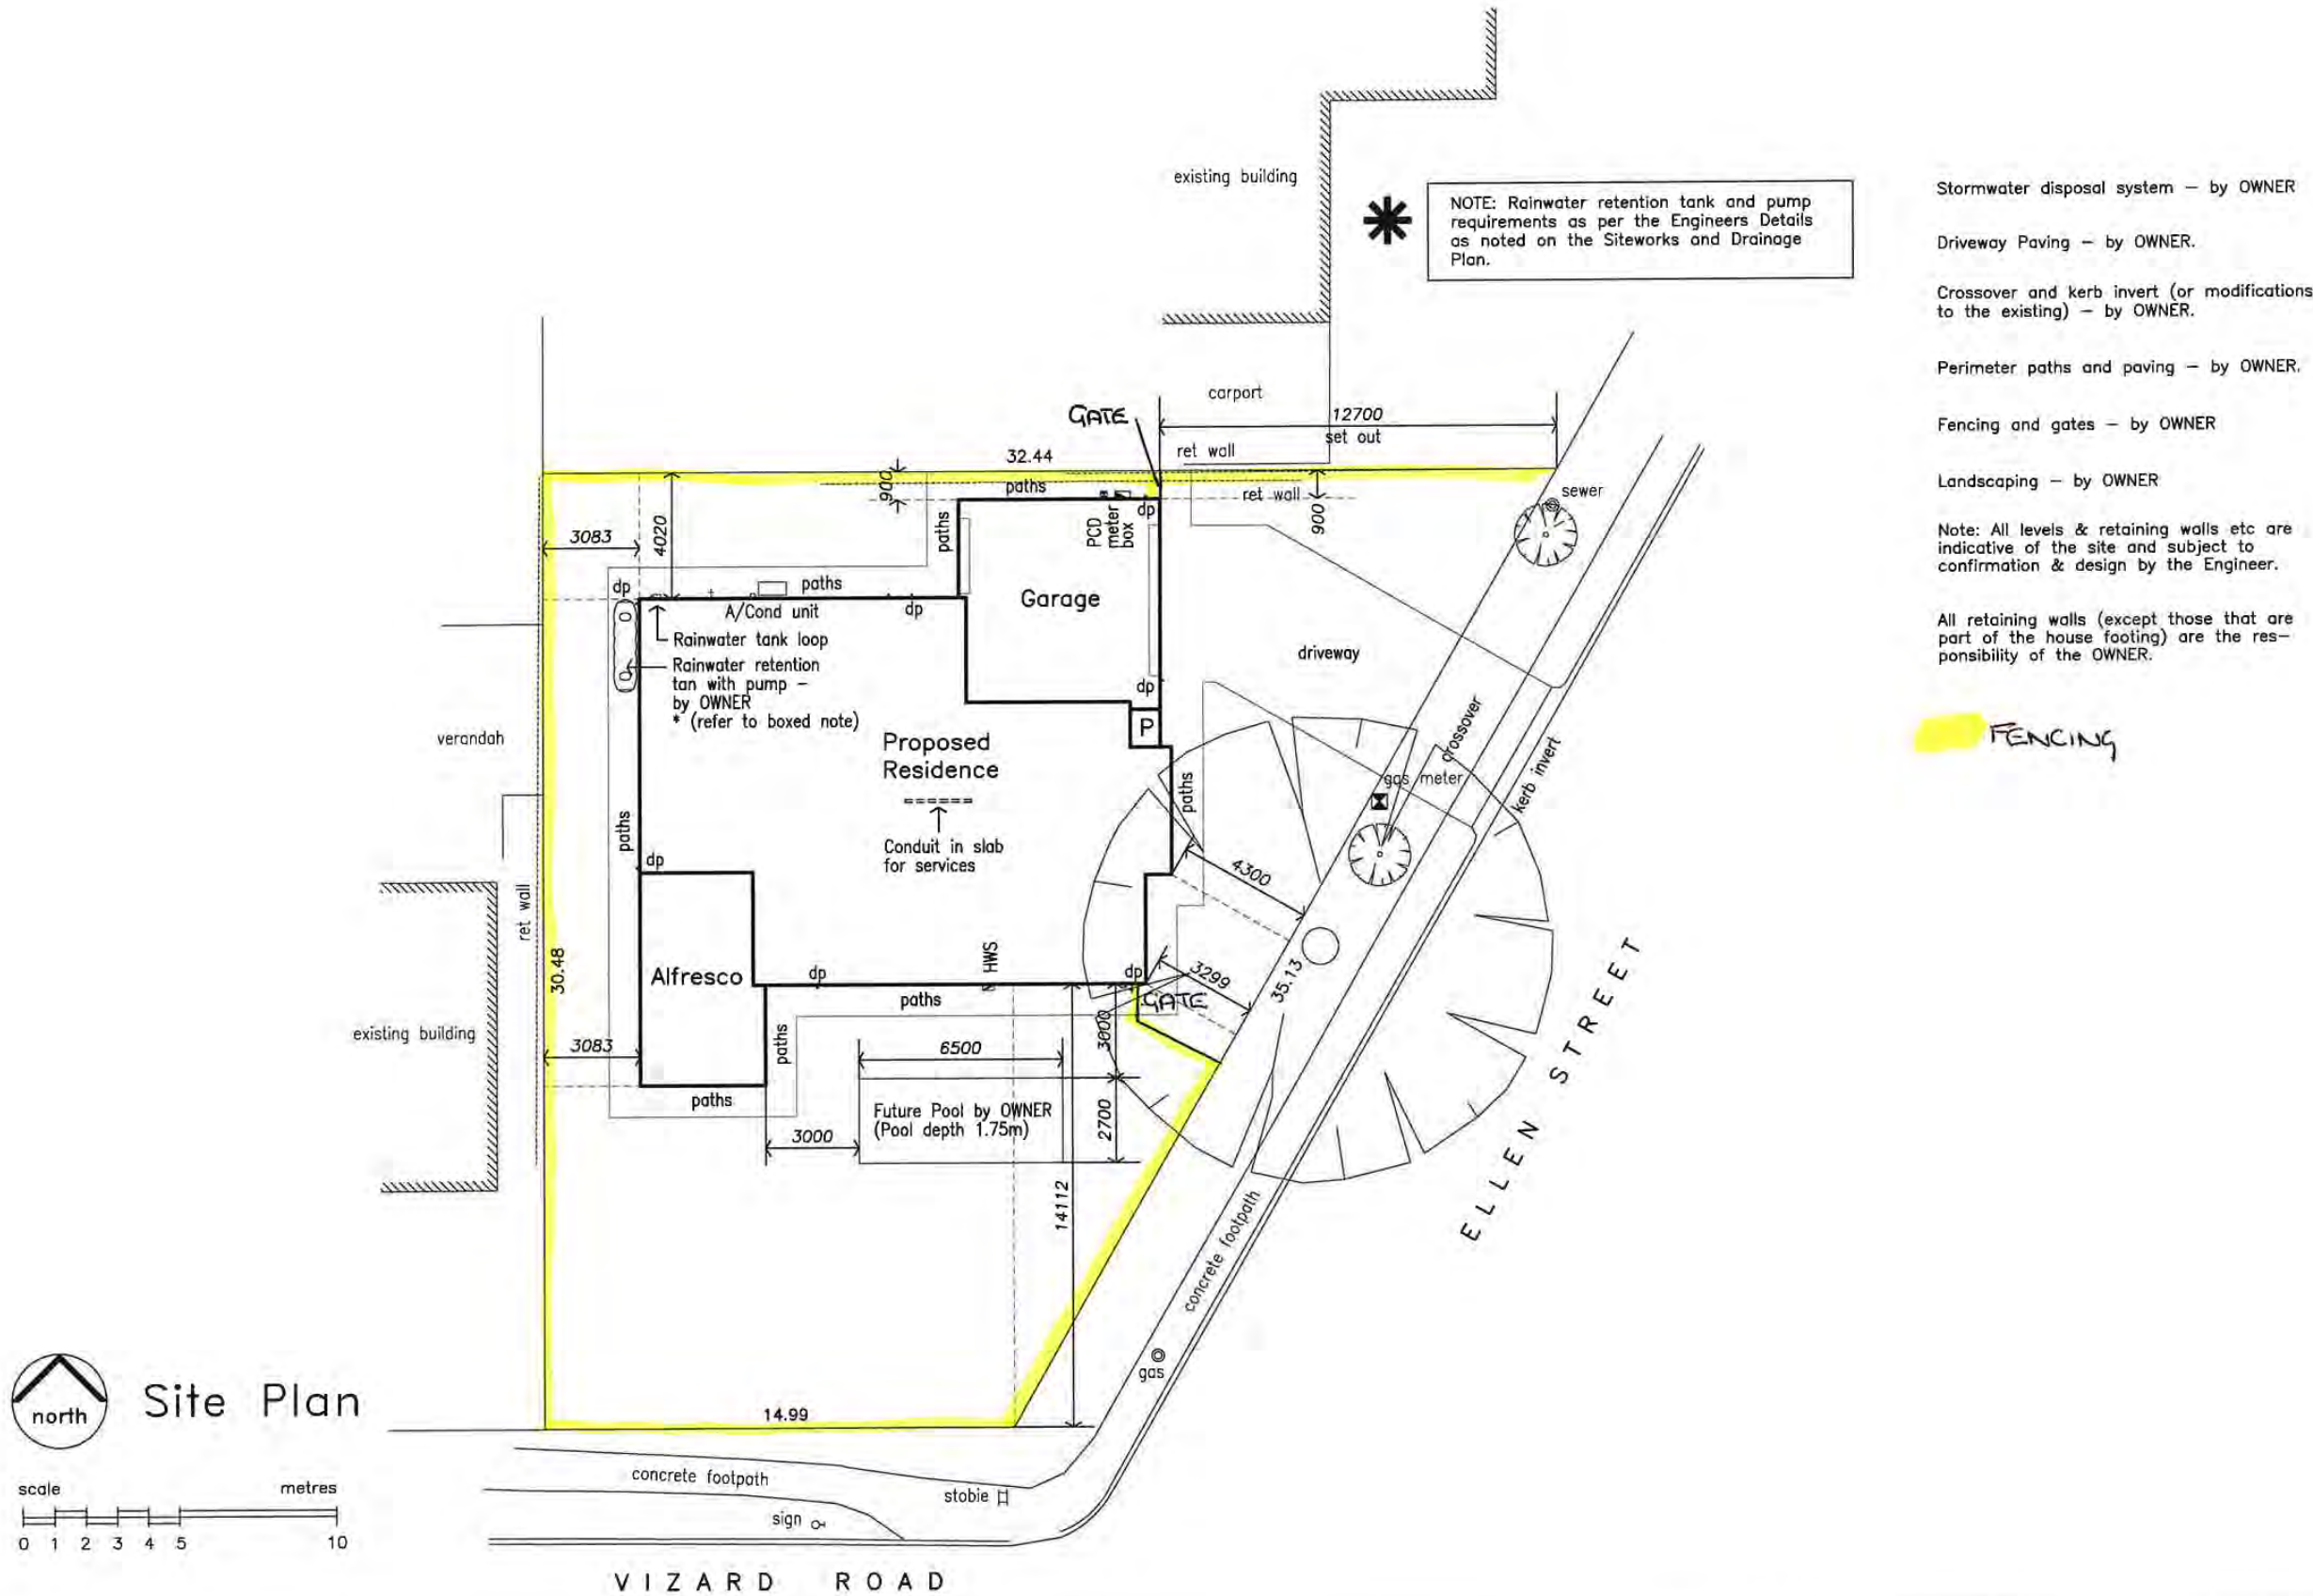 existing building
NOTE: Rainwater retention tank and pump
requirements as per the Engineers Details
as noted on the Siteworks and Drainage
Plan.
Stormwater disposal system – by OWNER
Driveway Paving – by OWNER.
Crossover and kerb invert (or modifications
to the existing) – by OWNER.
Perimeter paths and paving – by OWNER.
Fencing and gates – by OWNER
Landscaping – by OWNER
Note: All levels & retaining walls etc are
indicative of the site and subject to
confirmation & design by the Engineer.
All retaining walls (except those that are
part of the house footing) are the res–
ponsibility of the OWNER.
FENCING
carport
GATE
12700
set out
32.44
ret wall
900
paths
ret wall
900
sewer
3083
4020
paths
PCD
meter
box
dp
Garage
dp
paths
A/Cond unit
dp
Rainwater tank loop
Rainwater retention
tan with pump –
by OWNER
* (refer to boxed note)
driveway
dp
P
verandah
Proposed
Residence
crossover
gas meter
kerb invert
paths
paths
Conduit in slab
for services
dp
4300
ret wall
30.48
Alfresco
dp
HWS
dp
3299
35.13
ELLEN STREET
paths
GATE
existing building
3083
paths
6500
3000
paths
Future Pool by OWNER
(Pool depth 1.75m)
2700
3000
14112
concrete footpath
gas
north
Site Plan
14.99
scale
metres
0 1 2 3 4 5 10
concrete footpath
stobie
sign
VIZARD ROAD